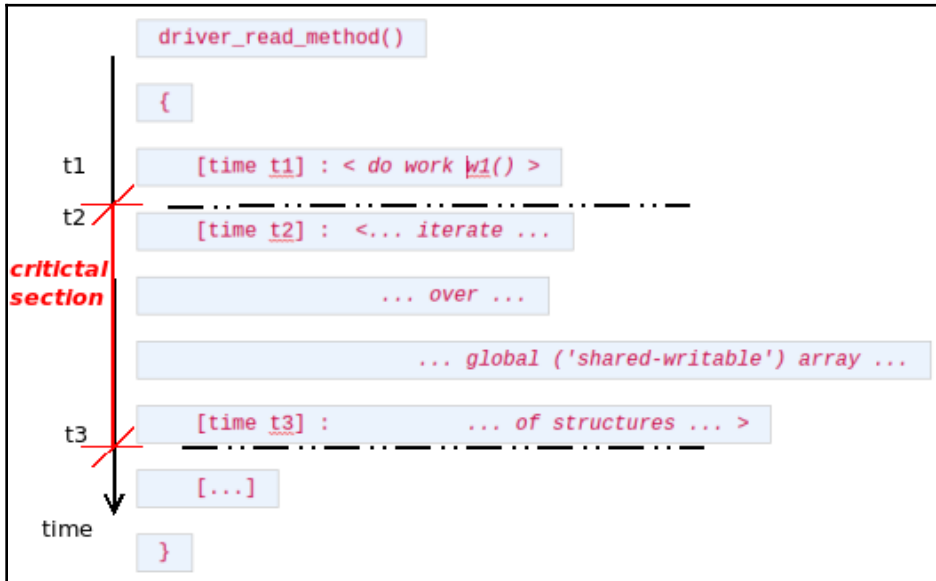 driver_read_method()
{
t1
[time t1] : < do work w1() >
t2
[time t2] : <... iterate ...
critictal
section
... over ...
... global ('shared-writable') array ...
t3
[time t3] : ... of structures ... >
[...]
time
}